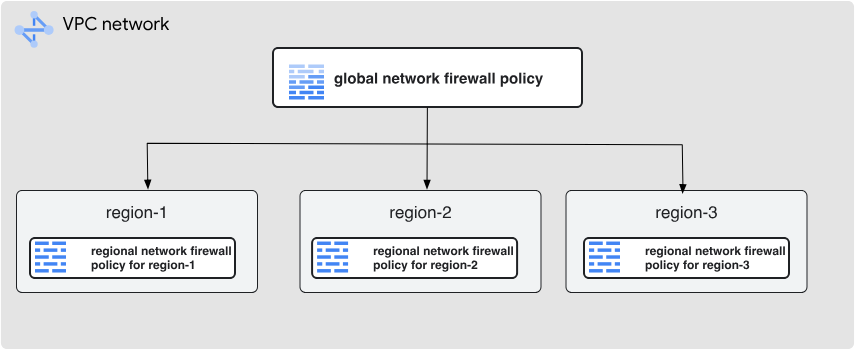 VPC network
global network firewall policy
region-1
regional network firewall
policy for region-1
region-2
regional network firewall
policy for region-2
region-3
regional network firewall
policy for region-3